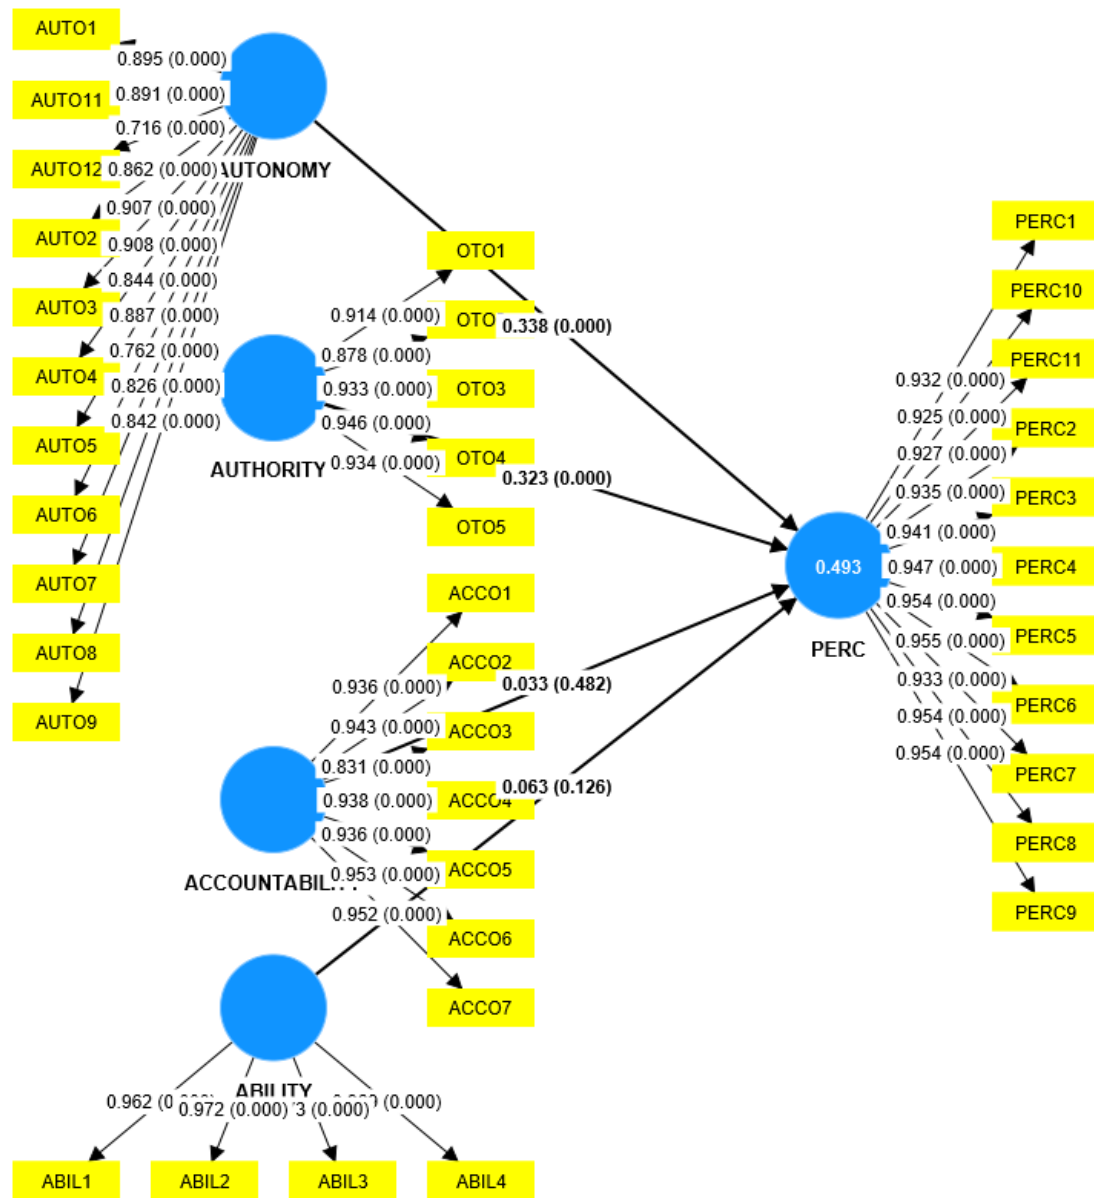 AUTO1
0.895 (0.000)
AUTO11
0.891 (0.000)
0.716 (0.000)
AUTO12
0.862 (0.000)
AUTONOMY
0.907 (0.000)
AUTO2
0.908 (0.000)
0.844 (0.000)
AUTO3
0.887 (0.000)
0.762 (0.000)
AUTO4
0.826 (0.000)
0.842 (0.000)
AUTO5
AUTO6
AUTO7
AUTO8
AUTO9
OTO1
0.914 (0.000)
0.338 (0.000)
0.878 (0.000)
OTO3
0.933 (0.000)
0.946 (0.000)
OTO4
AUTHORITY
0.934 (0.000)
0.323 (0.000)
OTO5
ACCO1
ACCO2
0.936 (0.000)
0.033 (0.482)
0.943 (0.000)
ACCO3
0.831 (0.000)
0.063 (0.126)
0.938 (0.000)
ACCO4
0.936 (0.000)
0.953 (0.000)
ACCO5
0.952 (0.000)
ACCO6
ACCO7
ABILITY
0.962
0.972 (0.000)
(0.000)
(0.000)
ABIL1
ABIL2
ABIL3
ABIL4
0.493
PERC
PERC1
PERC10
PERC11
0.932 (0.000)
0.925 (0.000)
PERC2
0.927 (0.000)
0.935 (0.000)
PERC3
0.941 (0.000)
0.947 (0.000)
PERC4
0.954 (0.000)
PERC5
0.955 (0.000)
0.933 (0.000)
PERC6
0.954 (0.000)
0.954 (0.000)
PERC7
PERC8
PERC9